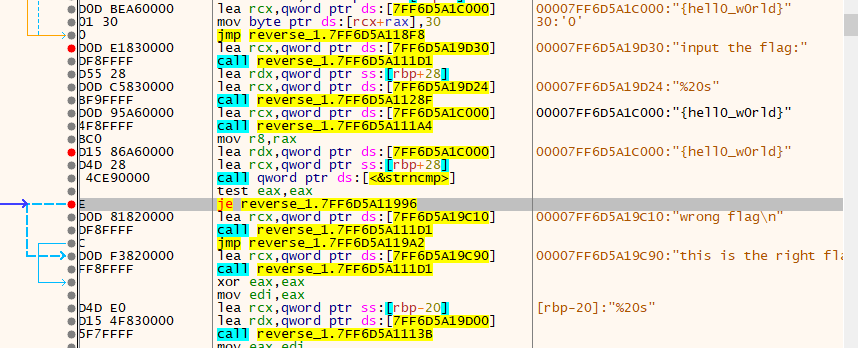 D0D BEA60000 lea rcx,qword ptr ds:[7FF6D5A1C000] 00007FF6D5A1C000:"{hell0_w0rld}"
01 30 mov byte ptr ds:[rcx+rax],30 30:'0'
0 jmp reverse_1.7FF6D5A118F8
D0D E1830000 lea rcx,qword ptr ds:[7FF6D5A19D30] 00007FF6D5A19D30:"input the flag:"
DF8FFFF call reverse_1.7FF6D5A111D1
D55 28 lea rdx,qword ptr ss:[rbp+28]
D0D C5830000 lea rcx,qword ptr ds:[7FF6D5A19D24] 00007FF6D5A19D24:"%20s"
BF9FFFF call reverse_1.7FF6D5A1128F
D0D 95A60000 lea rcx,qword ptr ds:[7FF6D5A1C000] 00007FF6D5A1C000:"{hell0_w0rld}"
4F8FFFF call reverse_1.7FF6D5A111A4
BC0 mov r8,rax
D15 86A60000 lea rdx,qword ptr ds:[7FF6D5A1C000] 00007FF6D5A1C000:"{hell0_w0rld}"
D4D 28 lea rcx,qword ptr ss:[rbp+28]
4CE90000 call qword ptr ds:[<&strncmp>]
test eax,eax
E je reverse_1.7FF6D5A11996
D0D 81820000 lea rcx,qword ptr ds:[7FF6D5A19C10] 00007FF6D5A19C10:"wrong flag\n"
DF8FFFF call reverse_1.7FF6D5A111D1
C jmp reverse_1.7FF6D5A119A2
D0D F3820000 lea rcx,qword ptr ds:[7FF6D5A19C90] 00007FF6D5A19C90:"this is the right fla
FF8FFFF call reverse_1.7FF6D5A111D1
xor eax,eax
mov edi,eax
D4D E0 lea rcx,qword ptr ss:[rbp-20] [rbp-20]:"%20s"
D15 4F830000 lea rdx,qword ptr ds:[7FF6D5A19D00]
5F7FFFF call reverse_1.7FF6D5A1113B
mov eax,edi